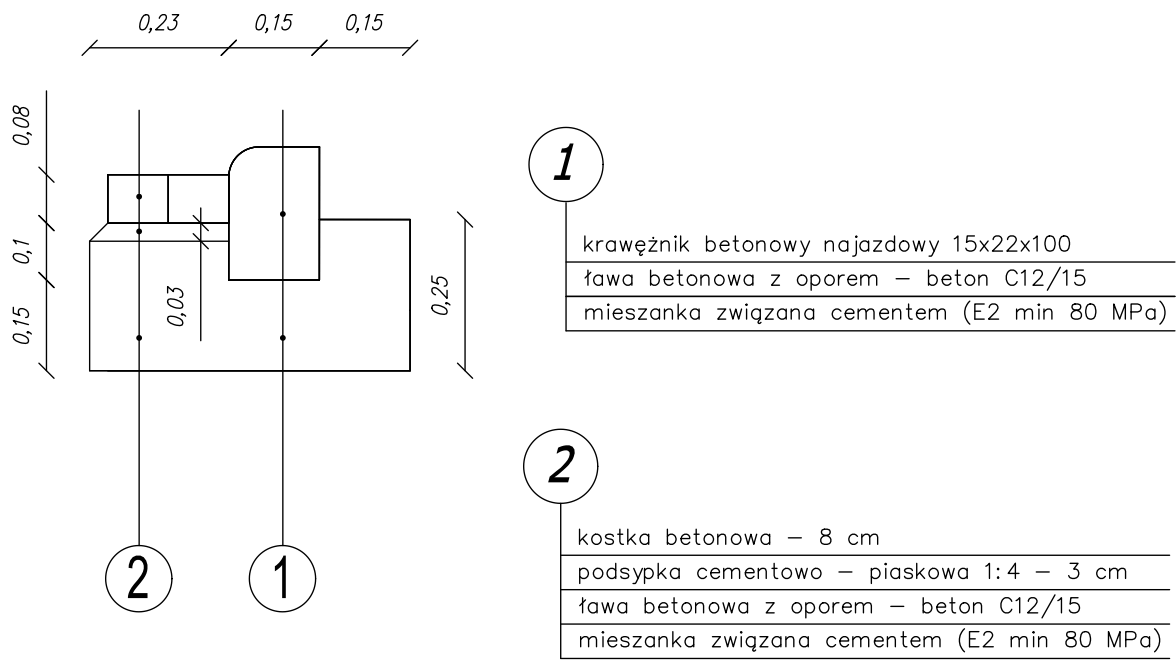 0,23
0,15
0,15
0,08
0,1
0,15
0,03
0,25
2
1
1
krawężnik betonowy najazdowy 15x22x100
ława betonowa z oporem – beton C12/15
mieszanka związana cementem (E2 min 80 MPa)
2
kostka betonowa – 8 cm
podsypka cementowo – piaskowa 1:4 – 3 cm
ława betonowa z oporem – beton C12/15
mieszanka związana cementem (E2 min 80 MPa)